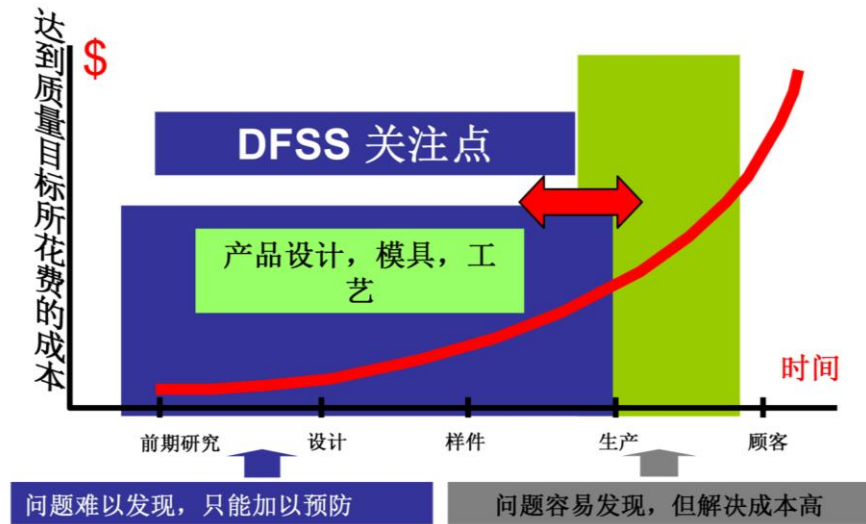 达到质量目标所花费的成本
$
DFSS 关注点
产品设计，模具，工
艺
时间
前期研究
设计
样件
生产
顾客
问题难以发现，只能加以预防
问题容易发现，但解决成本高